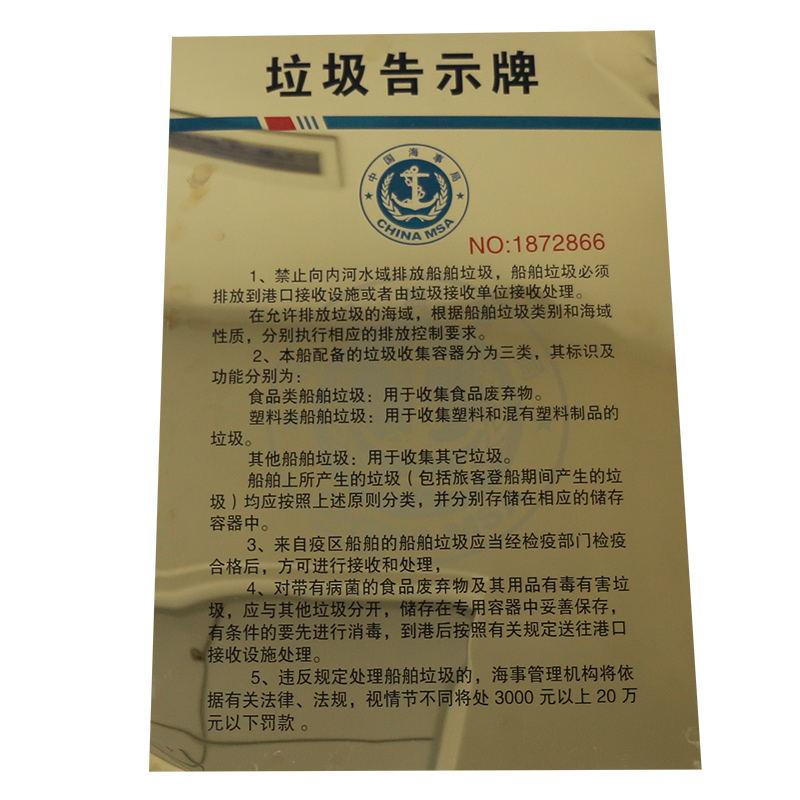 垃圾告示牌
中国海事局
CHINA MSA
NO:1872866
1、禁止向内河水域排放船舶垃圾，船舶垃圾必须
排放到港口接收设施或者由垃圾接收单位接收处理。
在允许排放垃圾的海域，根据船舶垃圾类别和海域
性质，分别执行相应的排放控制要求。
2、本船配备的垃圾收集容器分为三类，其标识及
功能分别为：
食品类船舶垃圾：用于收集食品废弃物。
塑料类船舶垃圾：用于收集塑料和混有塑料制品的
垃圾。
其他船舶垃圾：用于收集其它垃圾。
船舶上所产生的垃圾（包括旅客登船期间产生的垃
圾）均应按照上述原则分类，并分别存储在相应的储存
容器中。
3、来自疫区船舶的船舶垃圾应当经检疫部门检疫
合格后，方可进行接收和处理，
4、对带有病菌的食品废弃物及其用品有毒有害垃
圾，应与其他垃圾分开，储存在专用容器中妥善保存，
有条件的要先进行消毒，到港后按照有关规定送往港口
接收设施处理。
5、违反规定处理船舶垃圾的，海事管理机构将依
据有关法律、法规，视情节不同将处 3000 元以上 20 万
元以下罚款 。